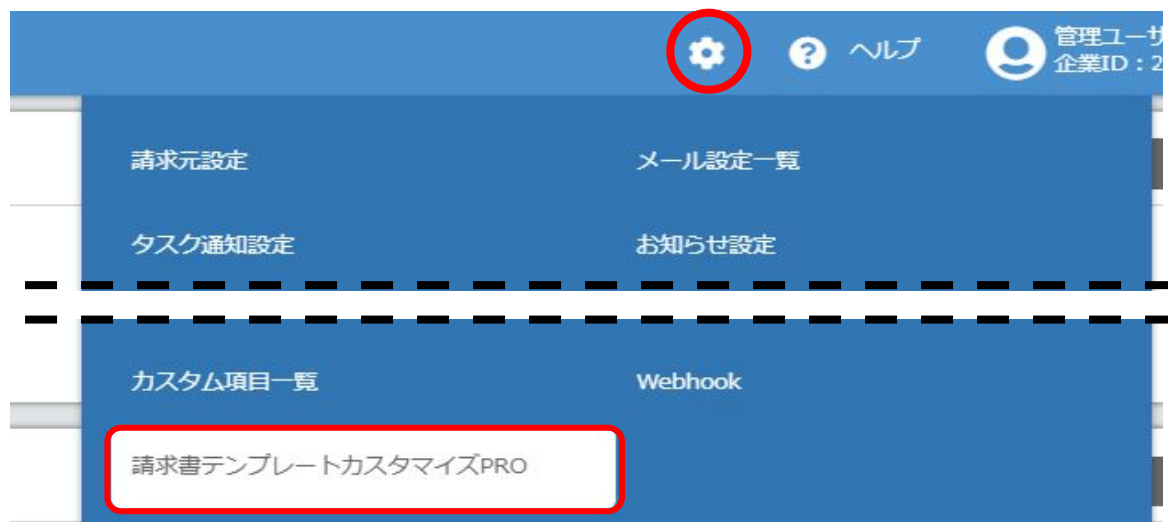 ヘルプ
管理ユーサ
企業ID:2
請求元設定
メール設定一覧
タスク通知設定
お知らせ設定
カスタム項目一覧
Webhook
請求書テンプレートカスタマイズPRO